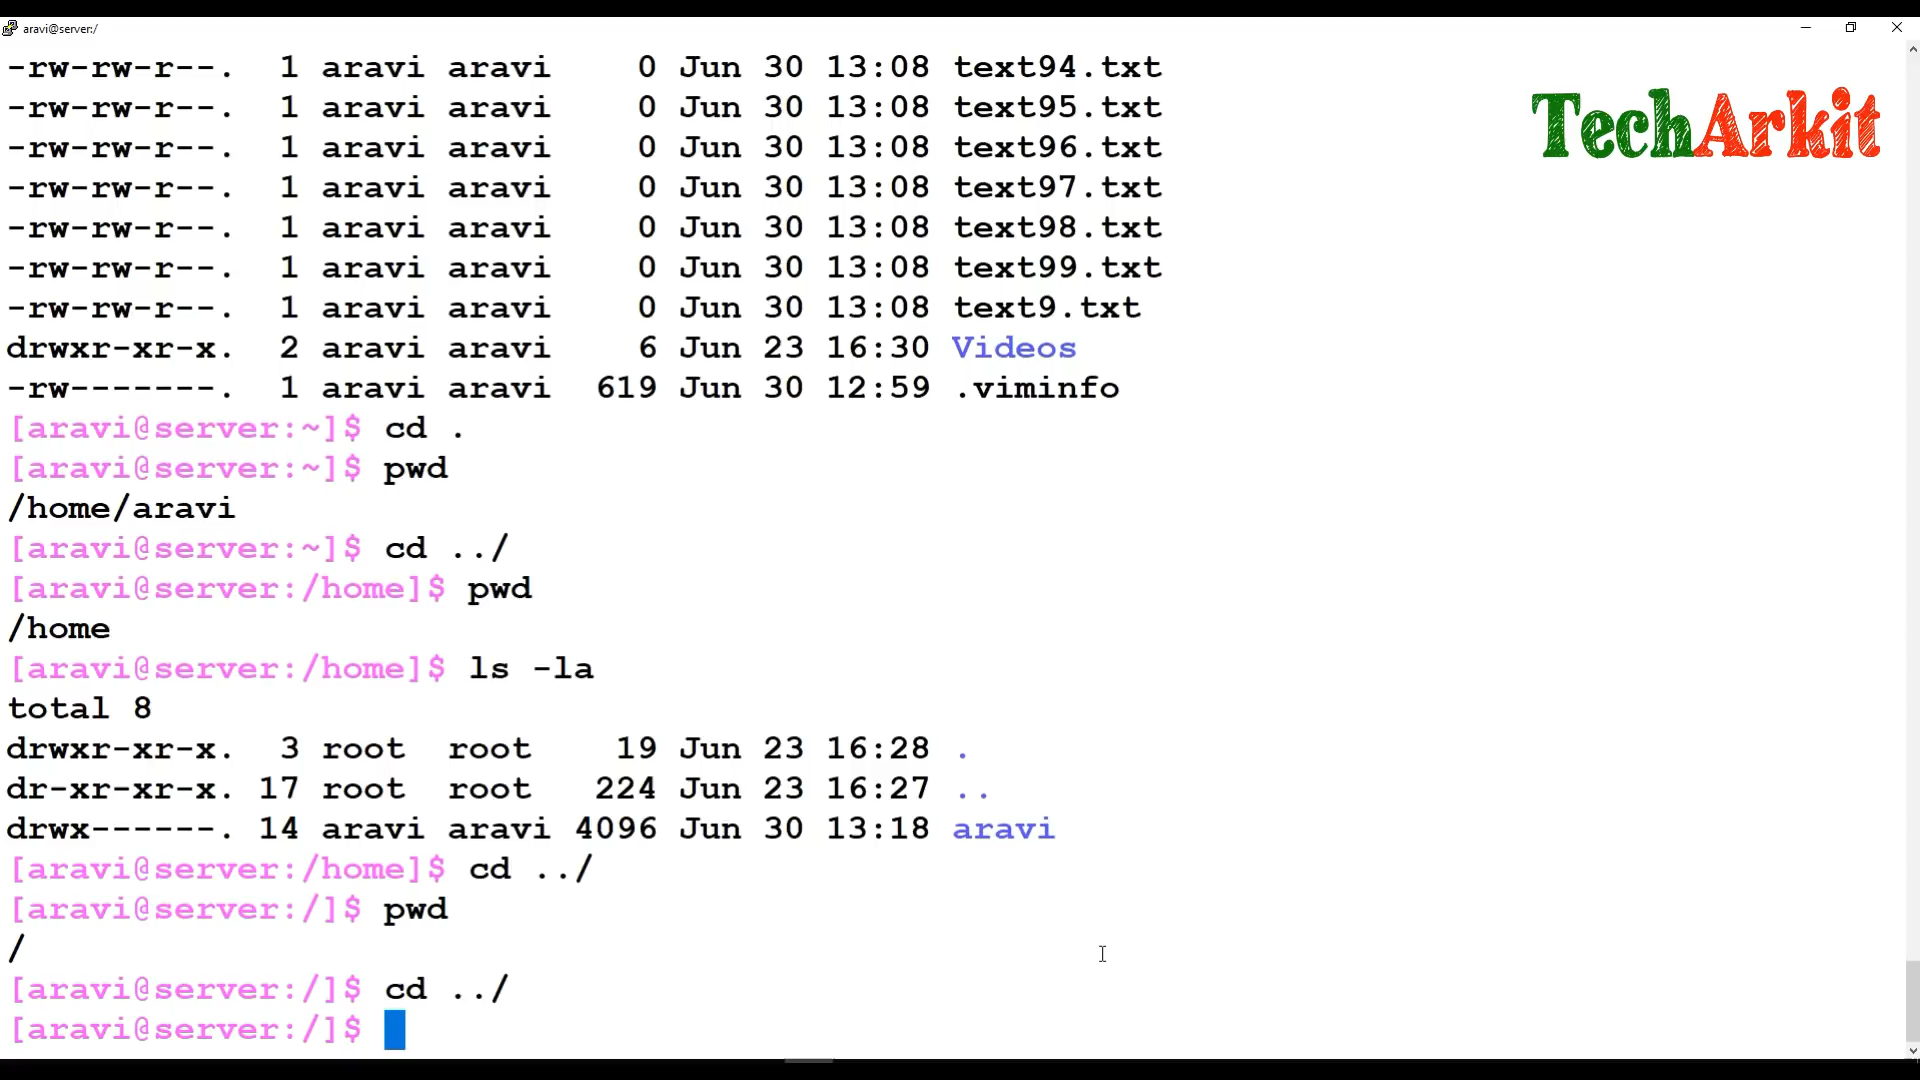 aravi@server:/
-rw-rw-r--.  1 aravi aravi    0 Jun 30 13:08 text94.txt
-rw-rw-r--.  1 aravi aravi    0 Jun 30 13:08 text95.txt
-rw-rw-r--.  1 aravi aravi    0 Jun 30 13:08 text96.txt
-rw-rw-r--.  1 aravi aravi    0 Jun 30 13:08 text97.txt
-rw-rw-r--.  1 aravi aravi    0 Jun 30 13:08 text98.txt
-rw-rw-r--.  1 aravi aravi    0 Jun 30 13:08 text99.txt
-rw-rw-r--.  1 aravi aravi    0 Jun 30 13:08 text9.txt
drwxr-xr-x.  2 aravi aravi    6 Jun 23 16:30 Videos
-rw-------.  1 aravi aravi  619 Jun 30 12:59 .viminfo
[aravi@server:~]$ cd .
[aravi@server:~]$ pwd
/home/aravi
[aravi@server:~]$ cd ../
[aravi@server:/home]$ pwd
/home
[aravi@server:/home]$ ls -la
total 8
drwxr-xr-x.  3 root  root    19 Jun 23 16:28 .
dr-xr-xr-x. 17 root  root   224 Jun 23 16:27 ..
drwx------. 14 aravi aravi 4096 Jun 30 13:18 aravi
[aravi@server:/home]$ cd ../
[aravi@server:/]$ pwd
/
[aravi@server:/]$ cd ../
[aravi@server:/]$
TechArkit